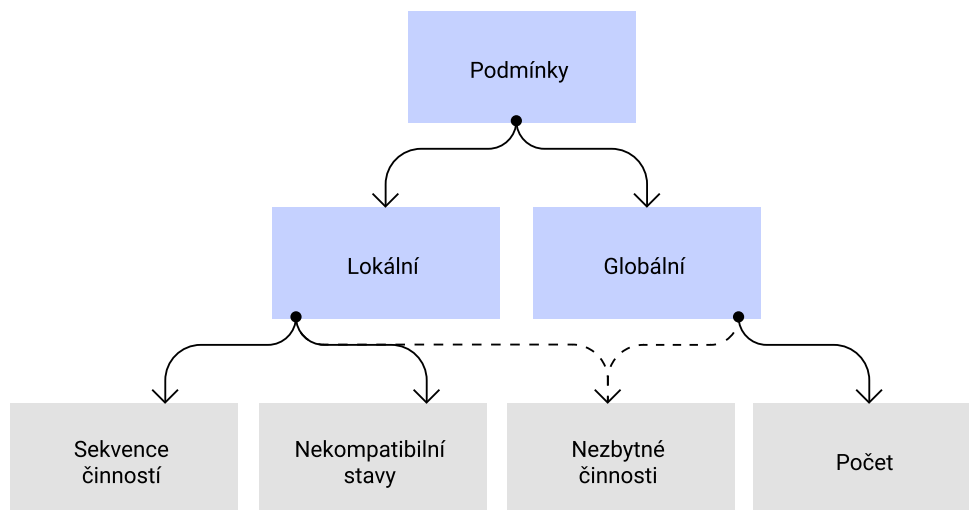 Podmínky
Lokální
Globální
Sekvence
činností
Nekompatibilní
stavy
Nezbytné
činnosti
Počet